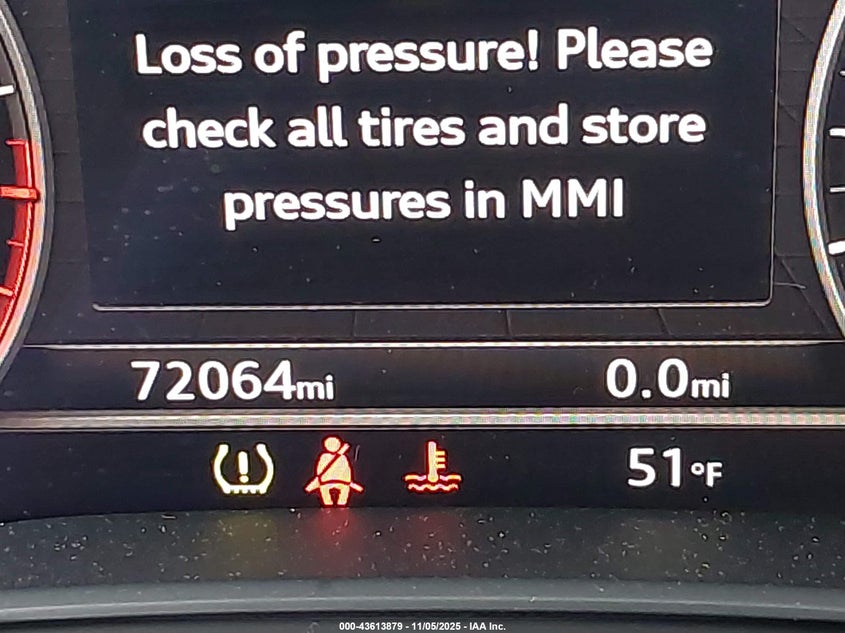 Loss of pressure! Please
check all tires and store
pressures in MMI
72064mi 0.0mi
51°F
000-43613879 - 11/05/2025 - IAA Inc.